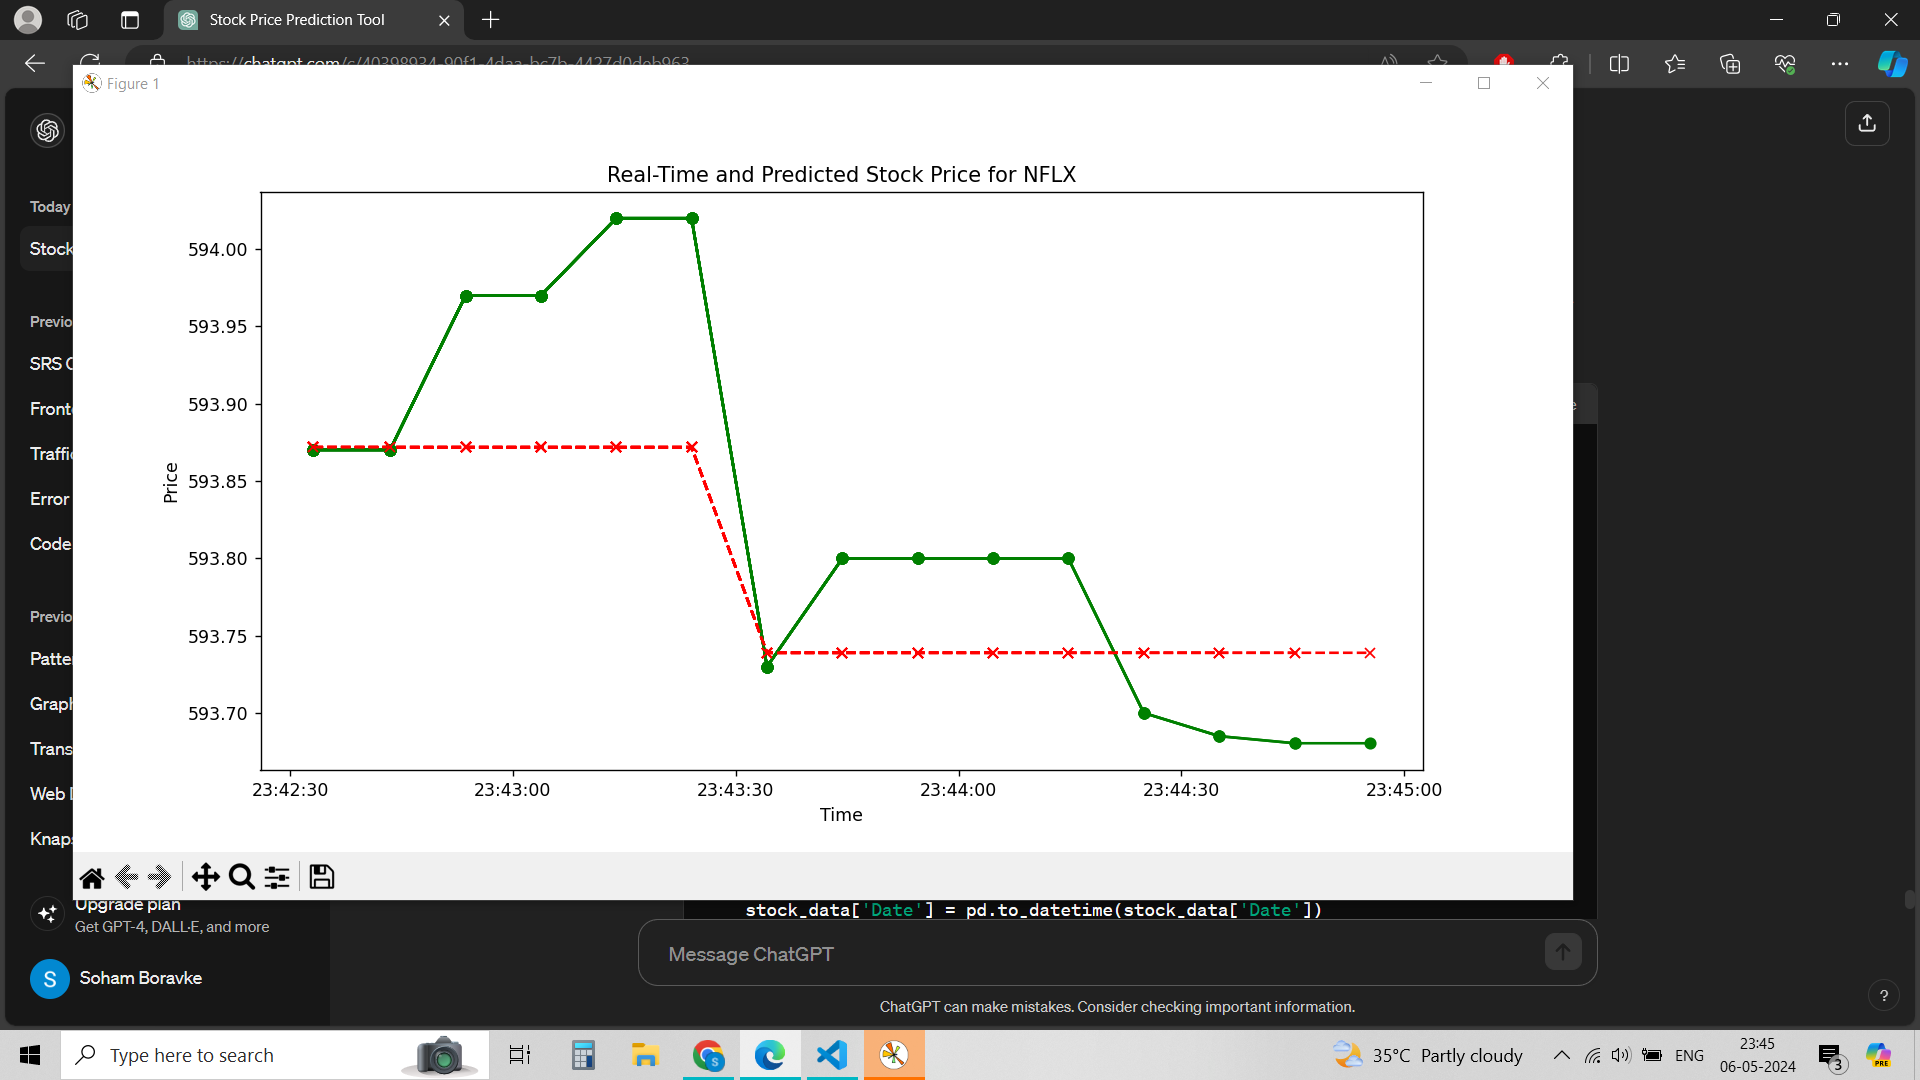 Stock Price Prediction Tool
https://chatgpt.com/c/40398934-90f1-4daa-bc7b-4427d0deb963
Figure 1
Today
Stock
Previo
SRS C
Front
Traffi
Error
Code
Previo
Patte
Graph
Trans
Web D
Knaps
Upgrade plan
Get GPT-4, DALL·E, and more
S
Soham Boravke
Real-Time and Predicted Stock Price for NFLX
Price
594.00
593.95
593.90
593.85
593.80
593.75
593.70
23:42:30 23:43:00 23:43:30 23:44:00 23:44:30 23:45:00
Time
stock_data['Date'] = pd.to_datetime(stock_data['Date'])
Message ChatGPT
ChatGPT can make mistakes. Consider checking important information.
?
Type here to search
35°C Partly cloudy
ENG
23:45
06-05-2024
3
PRE